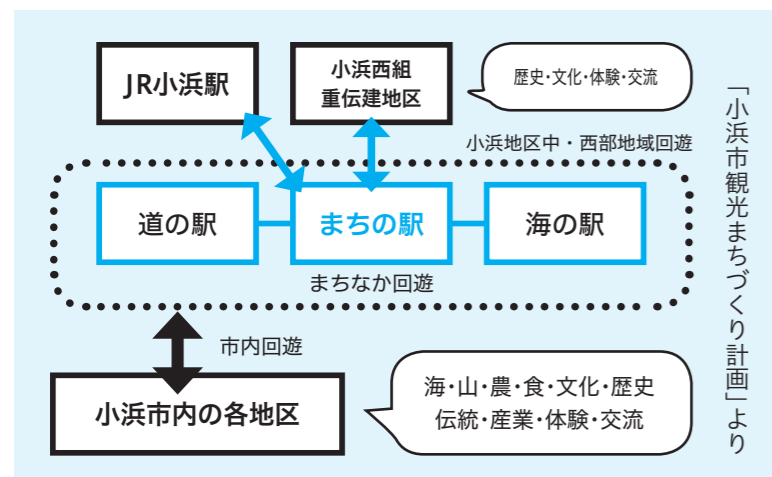 JR小浜駅
小浜西組
重伝建地区
歴史・文化・体験・交流
小浜地区中・西部地域回遊
道の駅
まちの駅
海の駅
まちなか回遊
市内回遊
小浜市内の各地区
海・山・農・食・文化・歴史
伝統・産業・体験・交流
「小浜市観光まちづくり計画」より